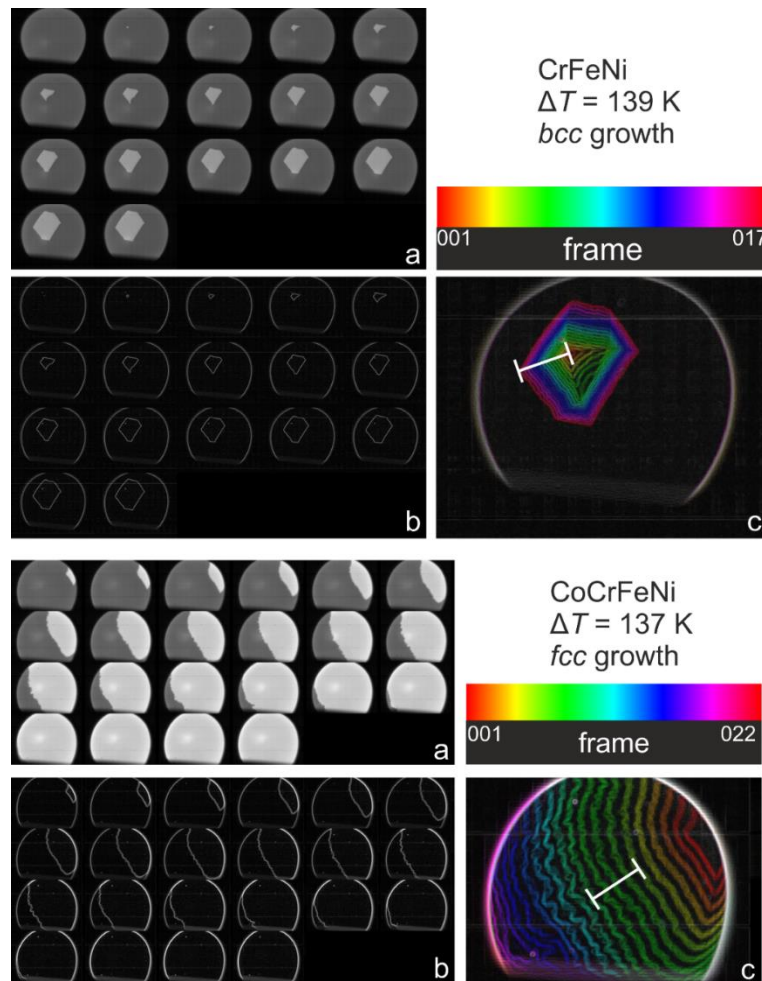 CrFeNi
ΔT = 139 K
bcc growth
a
001
017
frame
b
c
CoCrFeNi
ΔT = 137 K
fcc growth
a
001
022
frame
b
c